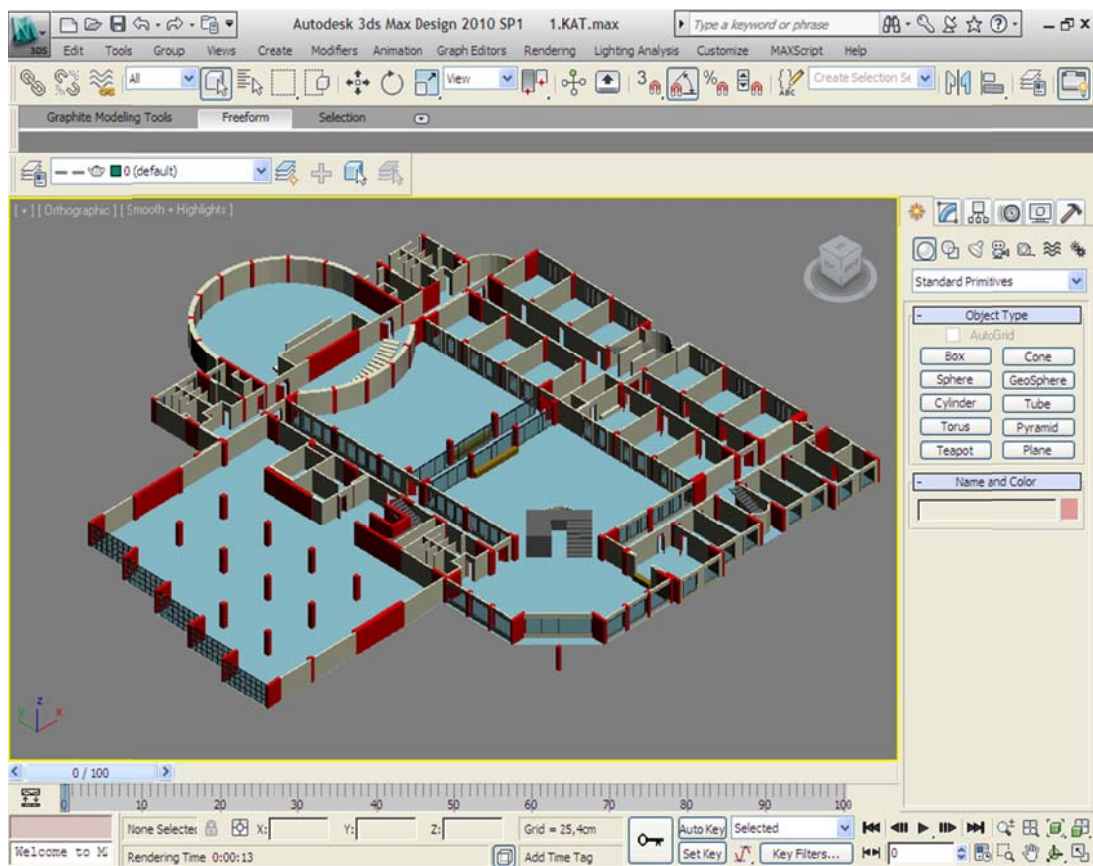 Autodesk 3ds Max Design 2010 SP1 1.KAT.max Type a keyword or phrase
3DS Edit Tools Group Views Create Modifiers Animation Graph Editors Rendering Lighting Analysis Customize MAXScript Help
All View 3 % ABC Create Selection Se
Graphite Modeling Tools Freeform Selection
0 (default)
[ + ] [ Orthographic ] [ Smooth + Highlights ]
Standard Primitives
- Object Type
AutoGrid
Box Cone
Sphere GeoSphere
Cylinder Tube
Torus Pyramid
Teapot Plane
- Name and Color
z
y x
0 / 100
0 10 20 30 40 50 60 70 80 90 100
None Selected X: Y: Z: Grid = 25,4cm Auto Key Selected
Welcome to M Rendering Time 0:00:13 Add Time Tag Set Key Key Filters... 0